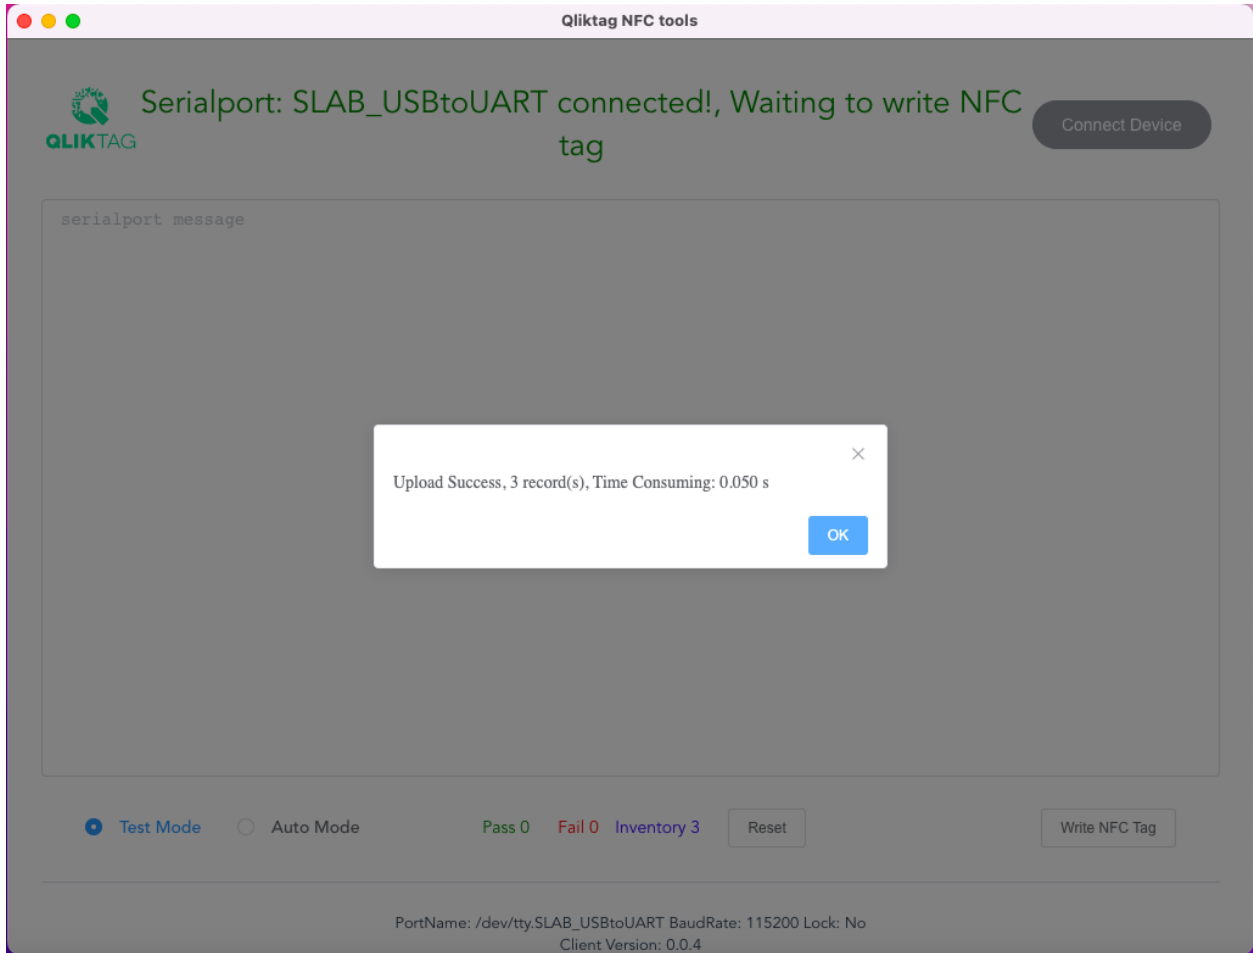 Qliktag NFC tools
Serialport: SLAB_USBtoUART connected!, Waiting to write NFC
tag
QLIKTAG
Connect Device
serialport message
Upload Success, 3 record(s), Time Consuming: 0.050 s
OK
Test Mode
Auto Mode
Pass 0
Fail 0
Inventory 3
Reset
Write NFC Tag
PortName: /dev/tty.SLAB_USBtoUART BaudRate: 115200 Lock: No
Client Version: 0.0.4